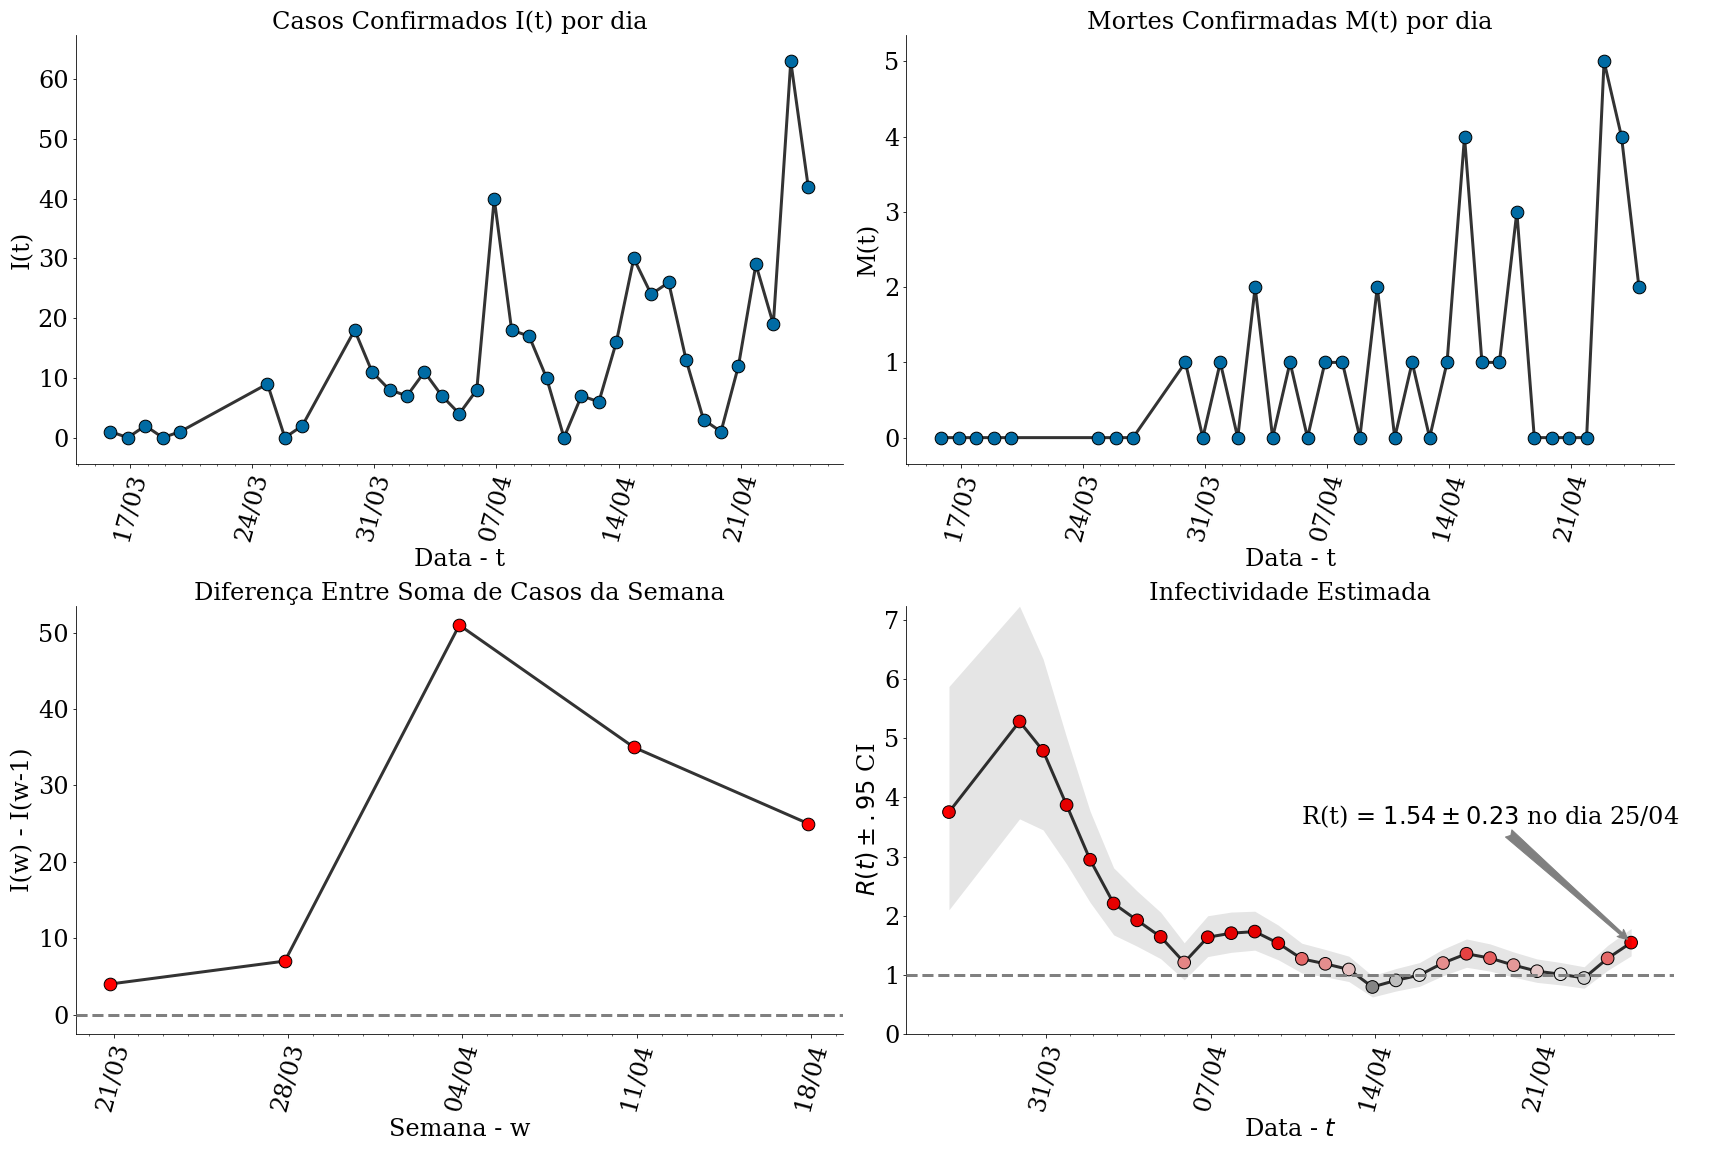 Casos Confirmados I(t) por dia
I(t)
60
50
40
30
20
10
0
17/03 24/03 31/03 07/04 14/04 21/04
Data - t
Mortes Confirmadas M(t) por dia
M(t)
5
4
3
2
1
0
17/03 24/03 31/03 07/04 14/04 21/04
Data - t
Diferença Entre Soma de Casos da Semana
I(w) - I(w-1)
50
40
30
20
10
0
21/03 28/03 04/04 11/04 18/04
Semana - w
Infectividade Estimada
R(t) ± .95 CI
7
6
5
4
3
2
1
0
R(t) = 1.54 ± 0.23 no dia 25/04
31/03 07/04 14/04 21/04
Data - t